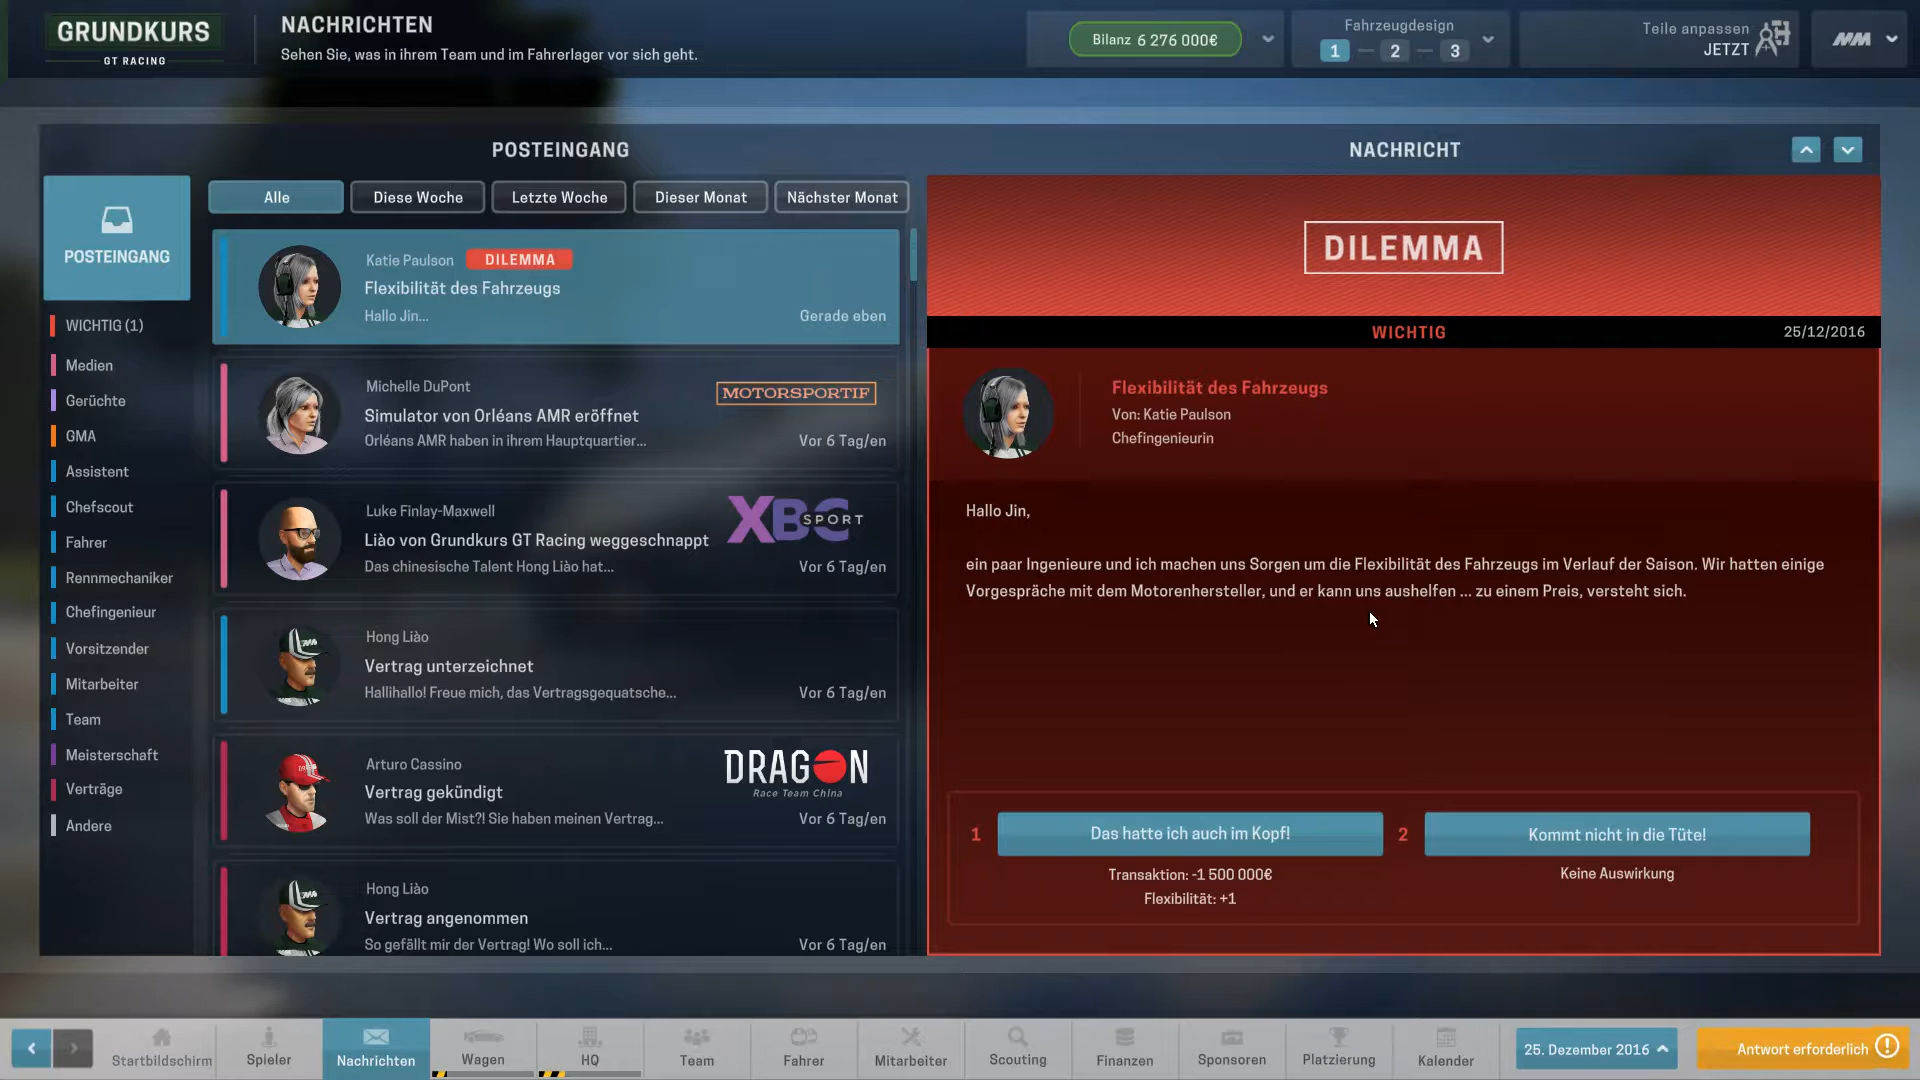 GRUNDKURS
GT RACING
NACHRICHTEN
Sehen Sie, was in ihrem Team und im Fahrerlager vor sich geht.
Bilanz 6 276 000€
Fahrzeugdesign
1 2 3
Teile anpassen
JETZT
POSTEINGANG
NACHRICHT
POSTEINGANG
WICHTIG (1)
Medien
Gerüchte
GMA
Assistent
Chefscout
Fahrer
Rennmechaniker
Chefingenieur
Vorsitzender
Mitarbeiter
Team
Meisterschaft
Verträge
Andere
Alle
Diese Woche
Letzte Woche
Dieser Monat
Nächster Monat
Katie Paulson DILEMMA
Flexibilität des Fahrzeugs
Hallo Jin...
Gerade eben
Michelle DuPont
MOTORSPORTIF
Simulator von Orléans AMR eröffnet
Orléans AMR haben in ihrem Hauptquartier...
Vor 6 Tag/en
Luke Finlay-Maxwell
XBC SPORT
Liào von Grundkurs GT Racing weggeschnappt
Das chinesische Talent Hong Liào hat...
Vor 6 Tag/en
Hong Liào
Vertrag unterzeichnet
Hallihallo! Freue mich, das Vertragsgequatsche...
Vor 6 Tag/en
Arturo Cassino
DRAGON
Race Team China
Vertrag gekündigt
Was soll der Mist?! Sie haben meinen Vertrag...
Vor 6 Tag/en
Hong Liào
Vertrag angenommen
So gefällt mir der Vertrag! Wo soll ich...
Vor 6 Tag/en
DILEMMA
WICHTIG
25/12/2016
Flexibilität des Fahrzeugs
Von: Katie Paulson
Chefingenieurin
Hallo Jin,
ein paar Ingenieure und ich machen uns Sorgen um die Flexibilität des Fahrzeugs im Verlauf der Saison. Wir hatten einige
Vorgespräche mit dem Motorenhersteller, und er kann uns aushelfen ... zu einem Preis, versteht sich.
1 Das hatte ich auch im Kopf!
Transaktion: -1 500 000€
Flexibilität: +1
2 Kommt nicht in die Tüte!
Keine Auswirkung
Startbildschirm
Spieler
Nachrichten
Wagen
HQ
Team
Fahrer
Mitarbeiter
Scouting
Finanzen
Sponsoren
Platzierung
Kalender
25. Dezember 2016
Antwort erforderlich